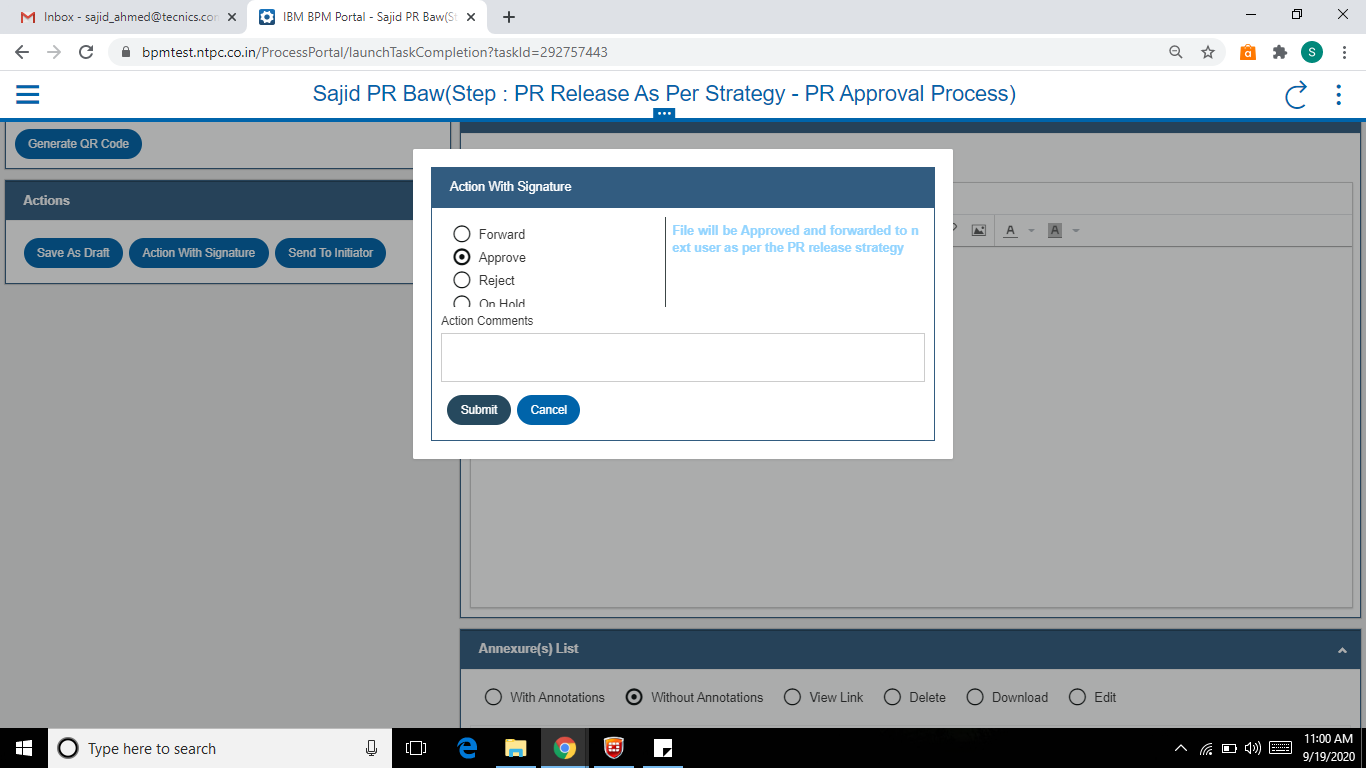 Inbox - sajid_ahmed@tecnics.con
IBM BPM Portal - Sajid PR Baw(St
bpmtest.ntpc.co.in/ProcessPortal/launchTaskCompletion?taskId=292757443
S
Sajid PR Baw(Step : PR Release As Per Strategy - PR Approval Process)
Generate QR Code
Actions
Save As Draft
Action With Signature
Send To Initiator
Action With Signature
Forward
Approve
Reject
On Hold
File will be Approved and forwarded to n
ext user as per the PR release strategy
Action Comments
Submit
Cancel
A
A
Annexure(s) List
With Annotations
Without Annotations
View Link
Delete
Download
Edit
Type here to search
11:00 AM
9/19/2020